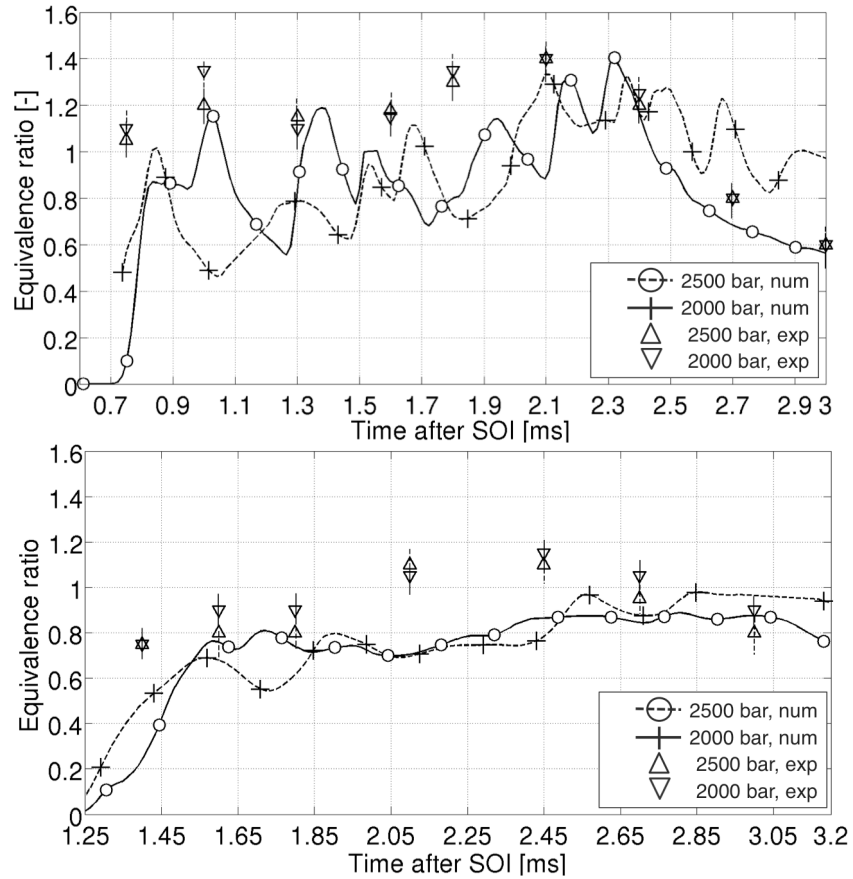 1.6
1.4
1.2
1
0.8
0.6
0.4
0.2
0
Equivalence ratio [-]
2500 bar, num
2000 bar, num
2500 bar, exp
2000 bar, exp
0.7 0.9 1.1 1.3 1.5 1.7 1.9 2.1 2.3 2.5 2.7 2.9 3
Time after SOI [ms]
1.6
1.4
1.2
1
0.8
0.6
0.4
0.2
0
Equivalence ratio
2500 bar, num
2000 bar, num
2500 bar, exp
2000 bar, exp
1.25 1.45 1.65 1.85 2.05 2.25 2.45 2.65 2.85 3.05 3.2
Time after SOI [ms]